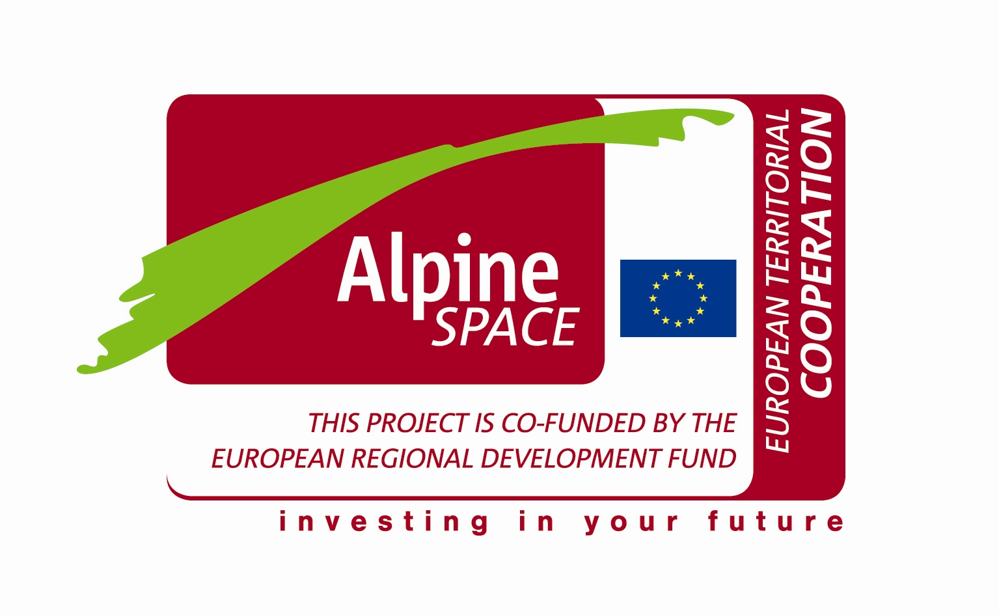 Alpine
SPACE
THIS PROJECT IS CO-FUNDED BY THE
EUROPEAN REGIONAL DEVELOPMENT FUND
EUROPEAN TERRITORIAL
COOPERATION
investing in your future